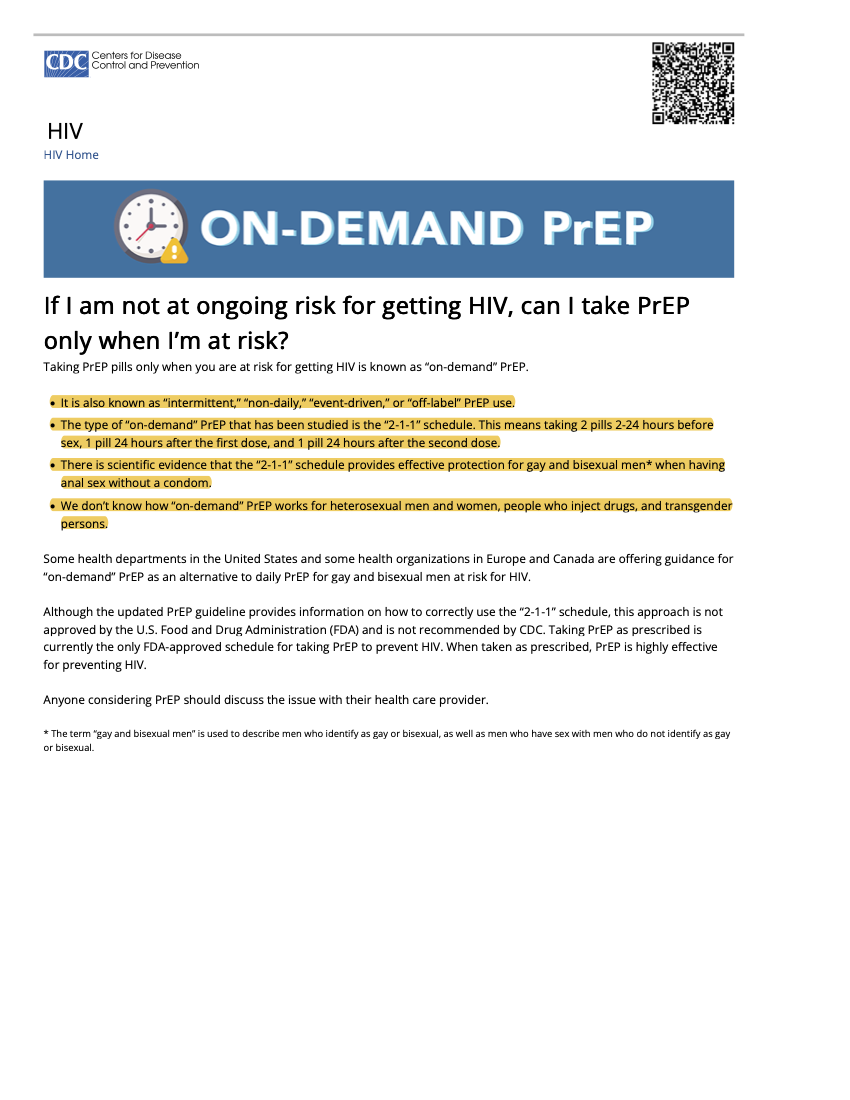 CDC Centers for Disease
Control and Prevention
HIV
HIV Home
ON-DEMAND PrEP
If I am not at ongoing risk for getting HIV, can I take PrEP
only when I’m at risk?
Taking PrEP pills only when you are at risk for getting HIV is known as “on-demand” PrEP.
• It is also known as “intermittent,” “non-daily,” “event-driven,” or “off-label” PrEP use.
• The type of “on-demand” PrEP that has been studied is the “2-1-1” schedule. This means taking 2 pills 2-24 hours before
sex, 1 pill 24 hours after the first dose, and 1 pill 24 hours after the second dose.
• There is scientific evidence that the “2-1-1” schedule provides effective protection for gay and bisexual men* when having
anal sex without a condom.
• We don’t know how “on-demand” PrEP works for heterosexual men and women, people who inject drugs, and transgender
persons.
Some health departments in the United States and some health organizations in Europe and Canada are offering guidance for
“on-demand” PrEP as an alternative to daily PrEP for gay and bisexual men at risk for HIV.
Although the updated PrEP guideline provides information on how to correctly use the “2-1-1” schedule, this approach is not
approved by the U.S. Food and Drug Administration (FDA) and is not recommended by CDC. Taking PrEP as prescribed is
currently the only FDA-approved schedule for taking PrEP to prevent HIV. When taken as prescribed, PrEP is highly effective
for preventing HIV.
Anyone considering PrEP should discuss the issue with their health care provider.
* The term “gay and bisexual men” is used to describe men who identify as gay or bisexual, as well as men who have sex with men who do not identify as gay
or bisexual.